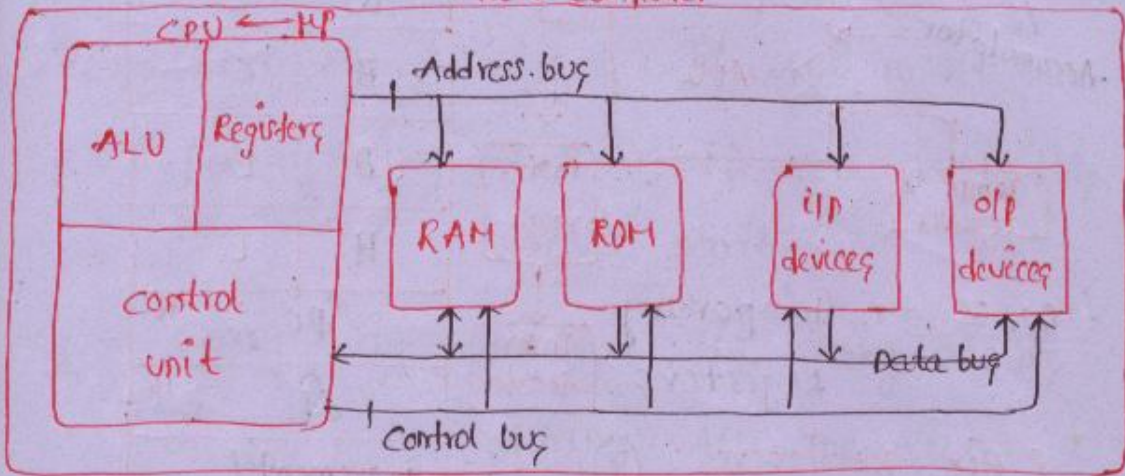 CPU ← μP
Address bus
ALU
Registers
RAM
ROM
i/p
devices
o/p
devices
control
unit
Data bus
Control bus